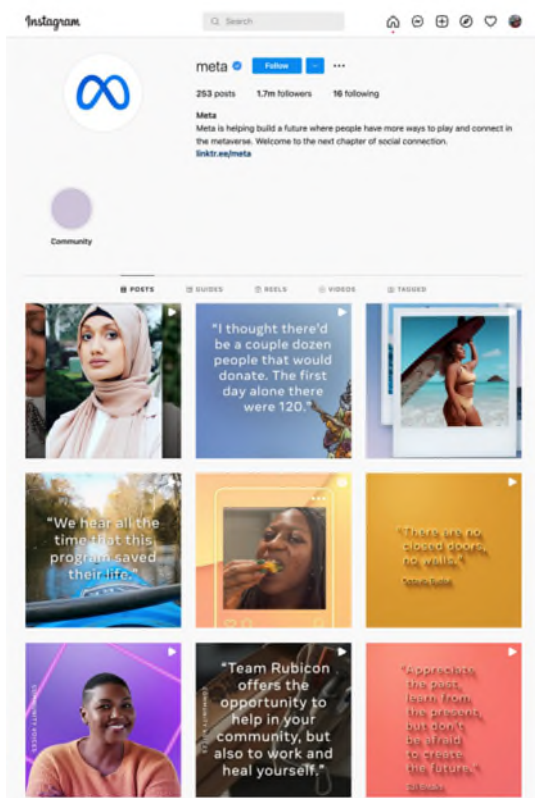 Instagram
Search
meta
Follow
253 posts 1.7m followers 16 following
Meta
Meta is helping build a future where people have more ways to play and connect in
the metaverse. Welcome to the next chapter of social connection.
linktr.ee/meta
Community
POSTS GUIDES REELS VIDEOS TAGGED
"I thought there'd
be a couple dozen
people that would
donate. The first
day alone there
were 120."
"We hear all the
time that this
program saved
their life."
"There are no
closed doors,
no walls."
COMMUNITY VOICES
"Team Rubicon
offers the
opportunity to
help in your
community, but
also to work and
heal yourself."
COMMUNITY VOICES
"Appreciate
the past,
learn from
the present,
but don't
be afraid
to create
the future."